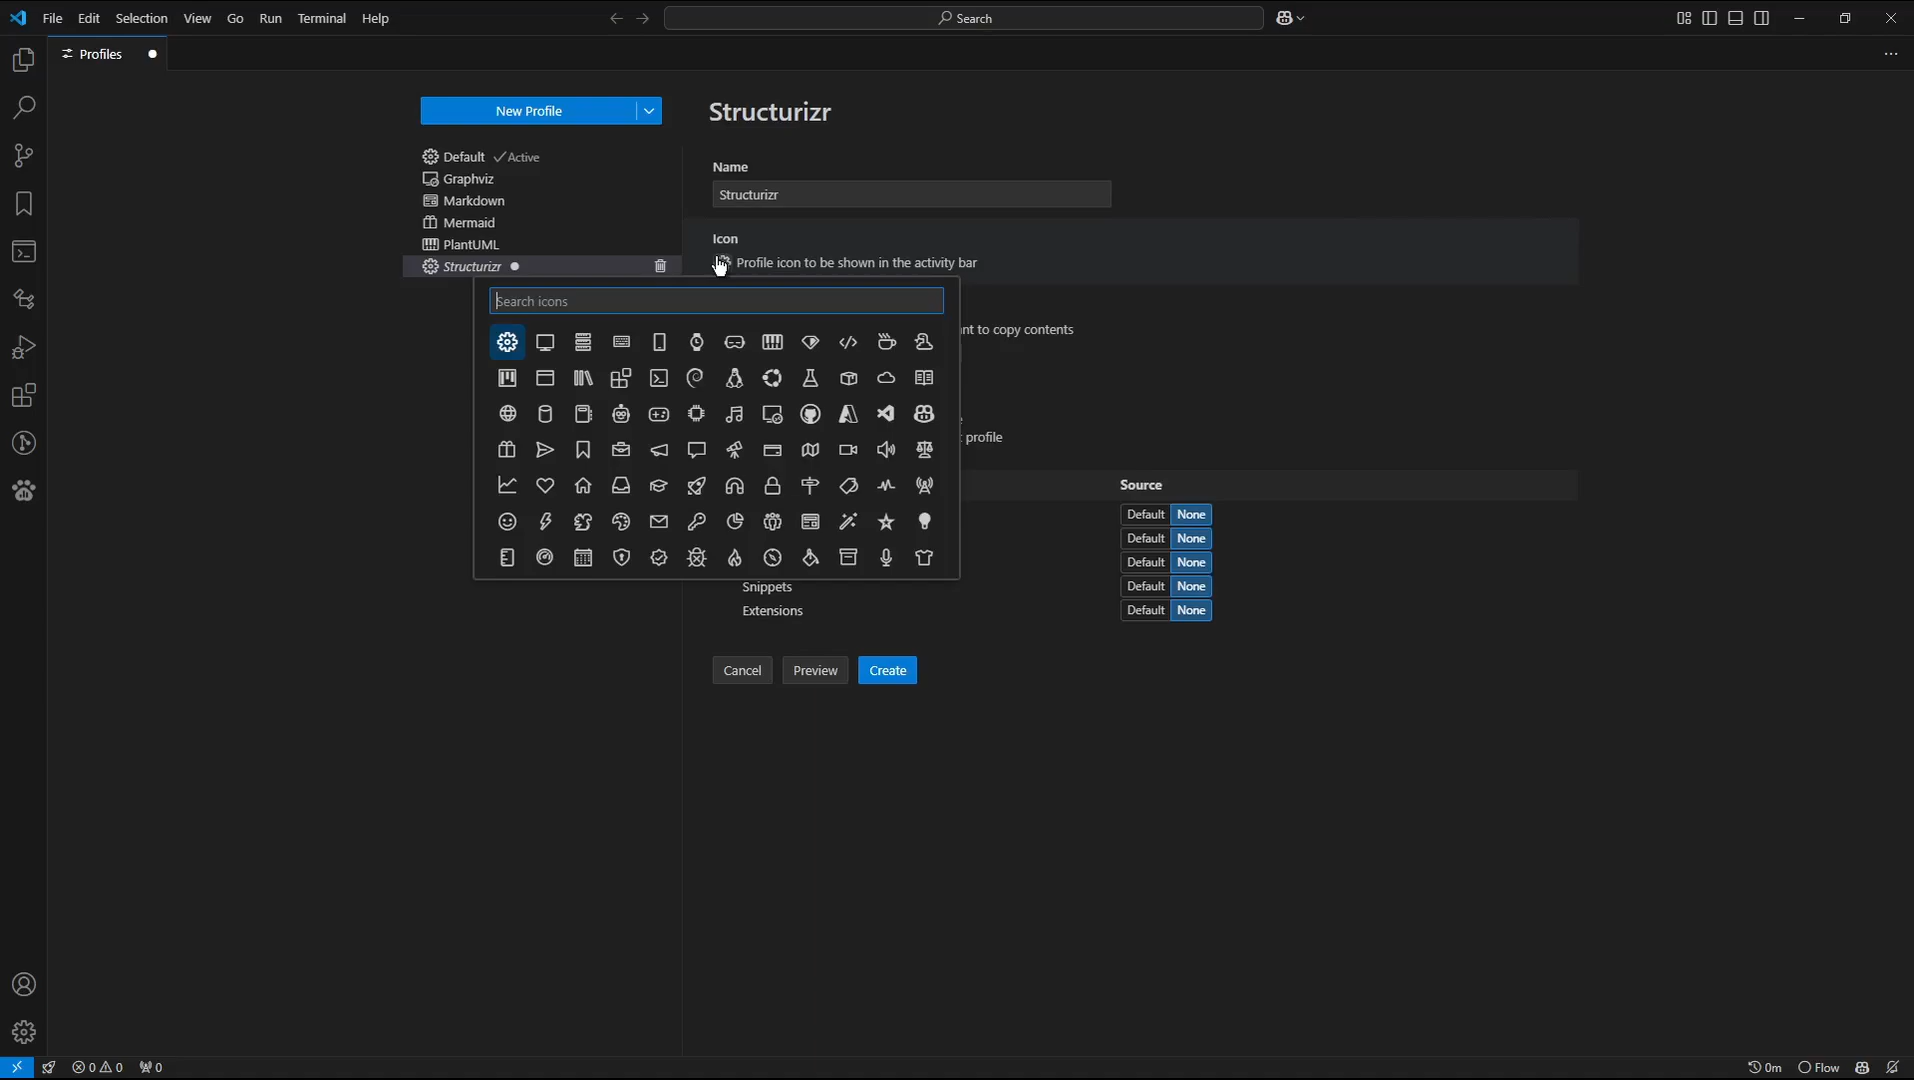 File Edit Selection View Go Run Terminal Help
Search
Profiles
New Profile
Structurizr
Default Active
Graphviz
Markdown
Mermaid
PlantUML
Structurizr
Name
Structurizr
Icon
Profile icon to be shown in the activity bar
Search icons
nt to copy contents
profile
Source
Default None
Default None
Default None
Snippets Default None
Extensions Default None
Cancel Preview Create
0 0 0
0m Flow